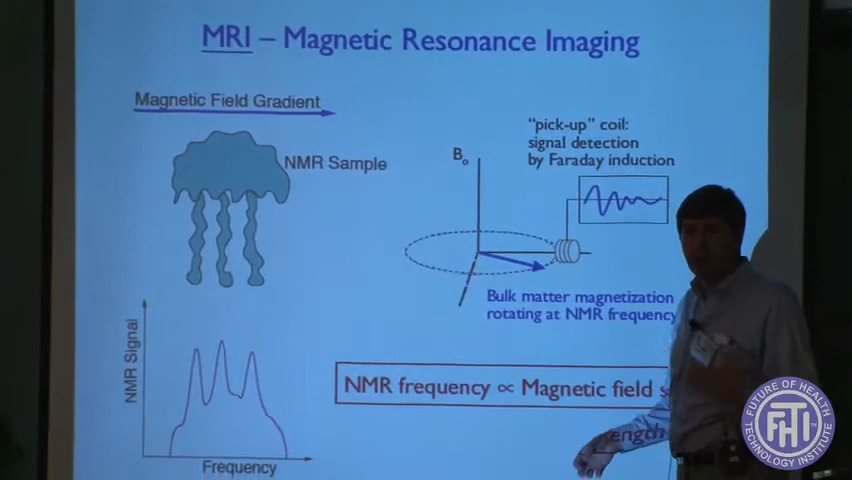 MRI – Magnetic Resonance Imaging
Magnetic Field Gradient
NMR Sample
"pick-up" coil:
signal detection
by Faraday induction
Bo
Bulk matter magnetization
rotating at NMR frequency
NMR Signal
Frequency
NMR frequency ∝ Magnetic field s
ength
FUTURE OF HEALTH
FHTI
TECHNOLOGY INSTITUTE